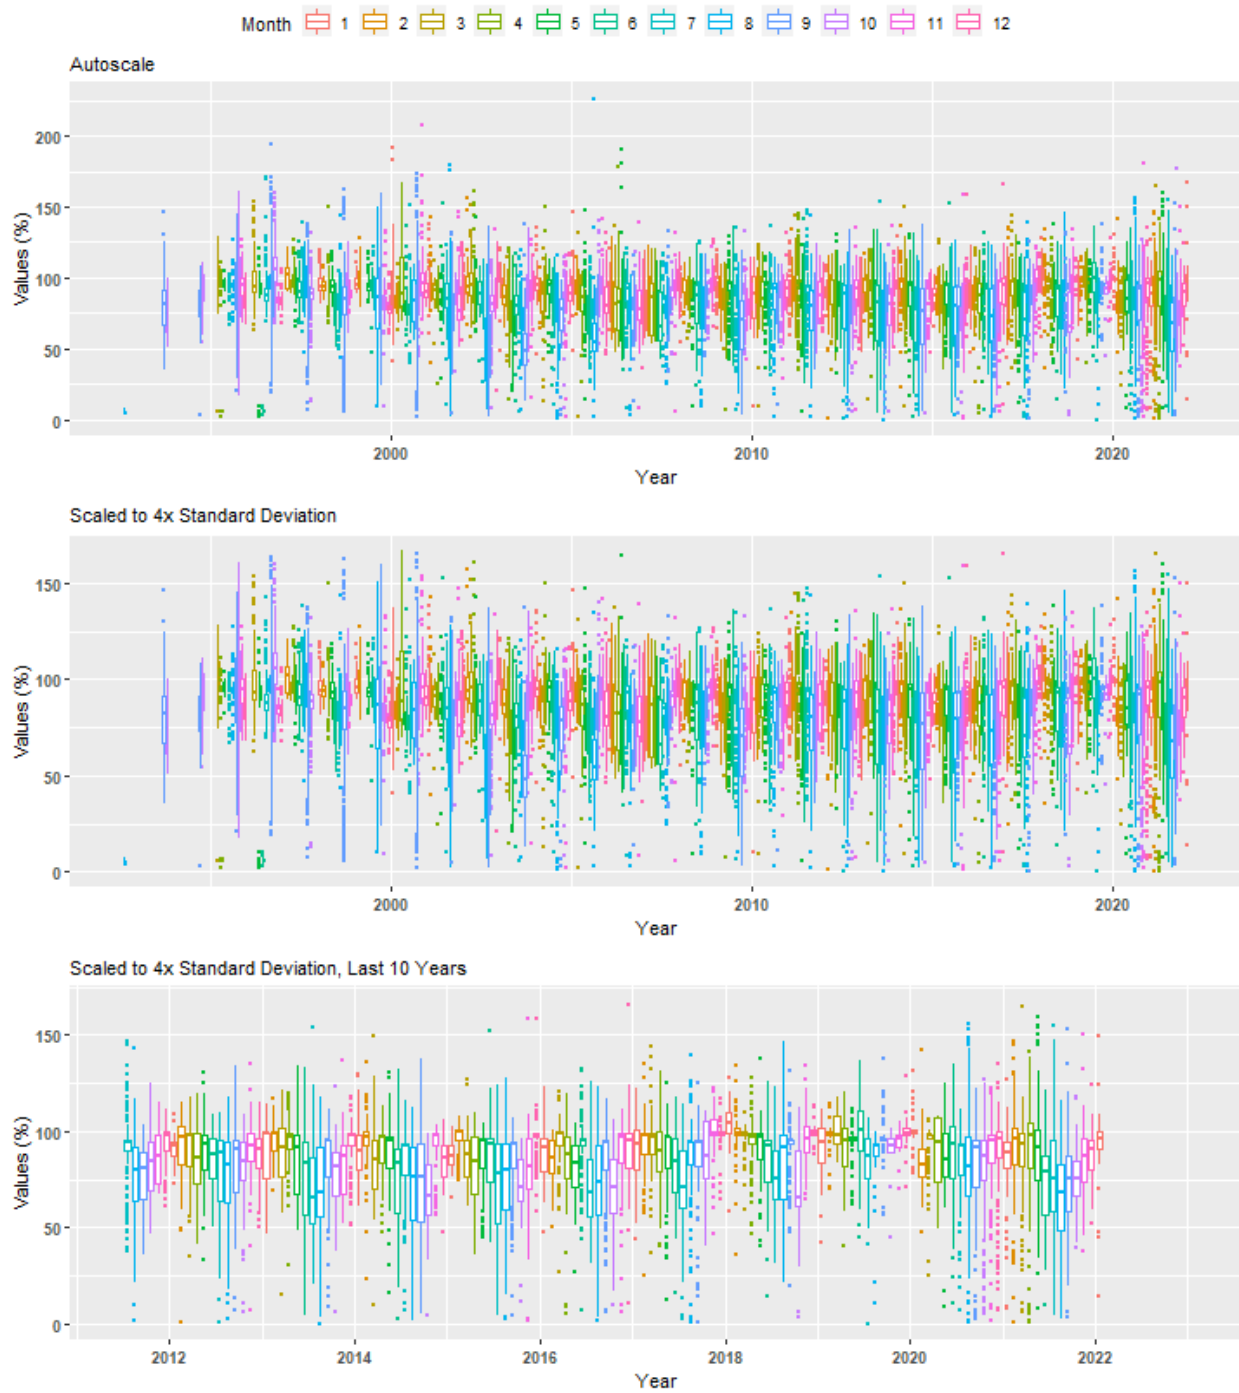 Month 1 2 3 4 5 6 7 8 9 10 11 12
Autoscale
Values (%)
200
150
100
50
0
2000 2010 2020
Year
Scaled to 4x Standard Deviation
Values (%)
150
100
50
0
2000 2010 2020
Year
Scaled to 4x Standard Deviation, Last 10 Years
Values (%)
150
100
50
0
2012 2014 2016 2018 2020 2022
Year